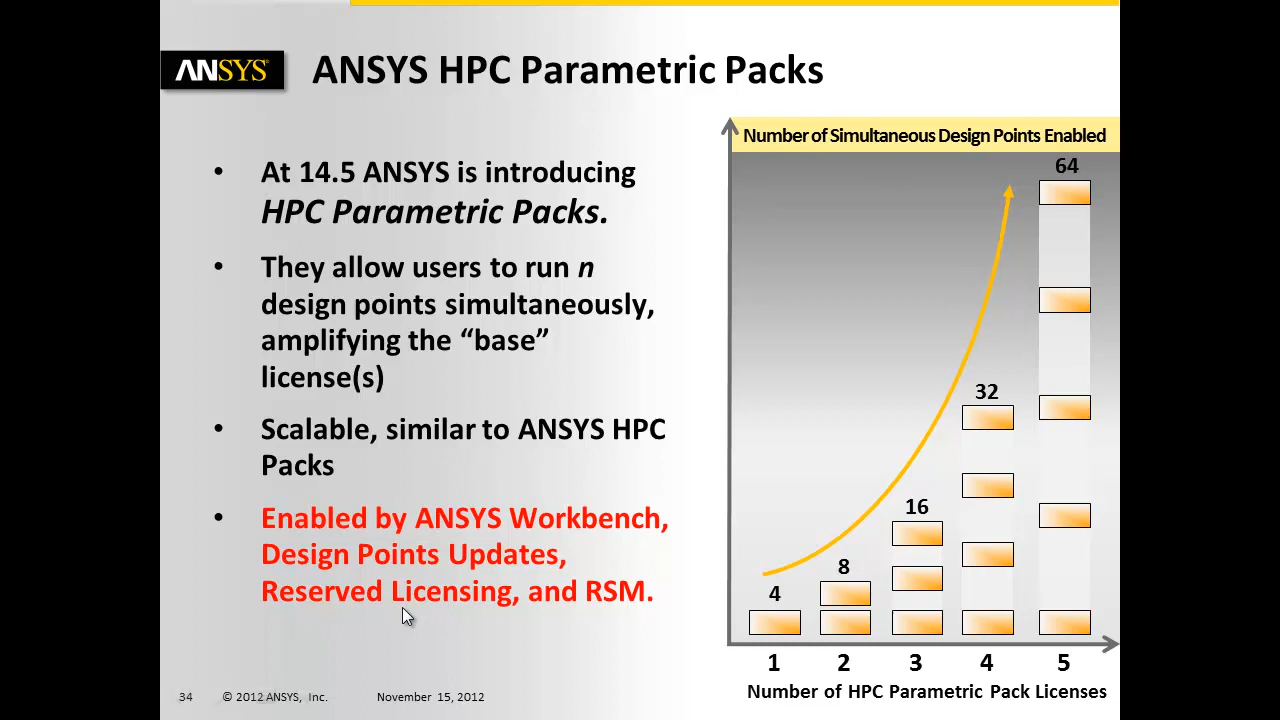 ANSYS HPC Parametric Packs
ANSYS
• At 14.5 ANSYS is introducing
HPC Parametric Packs.
• They allow users to run n
design points simultaneously,
amplifying the “base”
license(s)
• Scalable, similar to ANSYS HPC
Packs
• Enabled by ANSYS Workbench,
Design Points Updates,
Reserved Licensing, and RSM.
Number of Simultaneous Design Points Enabled
64
32
16
8
4
1 2 3 4 5
Number of HPC Parametric Pack Licenses
34 © 2012 ANSYS, Inc. November 15, 2012